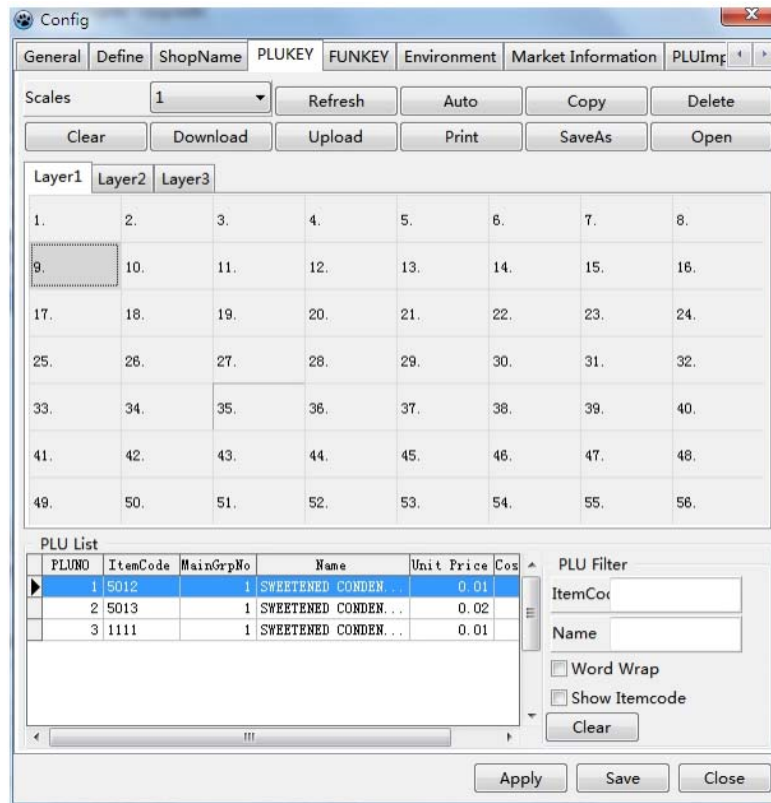 Config
General Define ShopName PLUKEY FUNKEY Environment Market Information PLUImp
Scales 1 Refresh Auto Copy Delete
Clear Download Upload Print SaveAs Open
Layer1 Layer2 Layer3
1. 2. 3. 4. 5. 6. 7. 8.
9. 10. 11. 12. 13. 14. 15. 16.
17. 18. 19. 20. 21. 22. 23. 24.
25. 26. 27. 28. 29. 30. 31. 32.
33. 34. 35. 36. 37. 38. 39. 40.
41. 42. 43. 44. 45. 46. 47. 48.
49. 50. 51. 52. 53. 54. 55. 56.
PLU List
PLUNO ItemCode MainGrpNo Name Unit Price Cos
1 5012 1 SWEETENED CONDEN... 0.01
2 5013 1 SWEETENED CONDEN... 0.02
3 1111 1 SWEETENED CONDEN... 0.01
PLU Filter
ItemCod
Name
Word Wrap
Show Itemcode
Clear
Apply Save Close